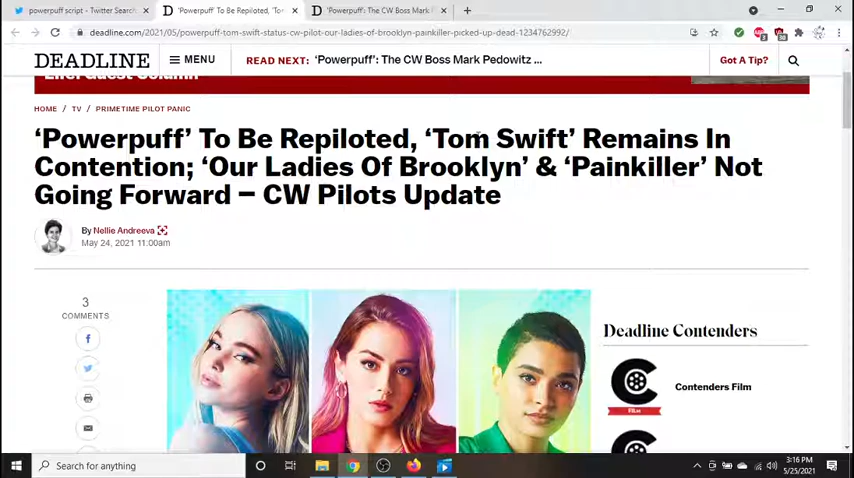 powerpuff script - Twitter Search
'Powerpuff' To Be Repiloted, 'To
'Powerpuff': The CW Boss Mark P
deadline.com/2021/05/powerpuff-tom-swift-status-cw-pilot-our-ladies-of-brooklyn-painkiller-picked-up-dead-1234762992/
DEADLINE
MENU
READ NEXT: 'Powerpuff': The CW Boss Mark Pedowitz ...
Got A Tip?
Guest Column
HOME / TV / PRIMETIME PILOT PANIC
'Powerpuff' To Be Repiloted, 'Tom Swift' Remains In
Contention; 'Our Ladies Of Brooklyn' & 'Painkiller' Not
Going Forward – CW Pilots Update
By Nellie Andreeva
May 24, 2021 11:00am
3
COMMENTS
Deadline Contenders
Film
Contenders Film
Search for anything
3:16 PM
5/25/2021